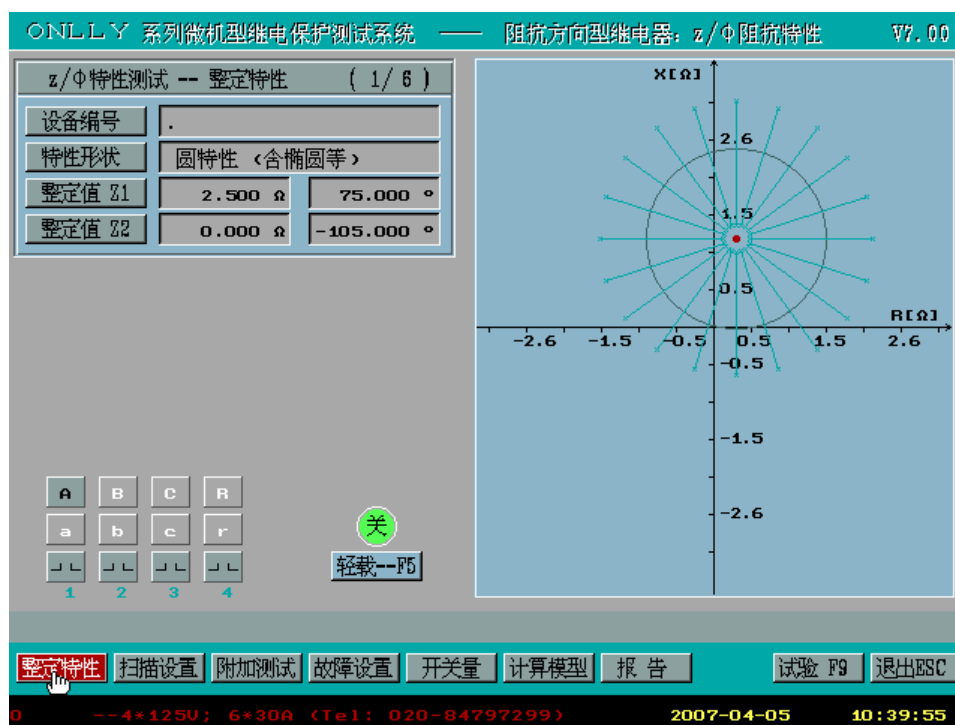 ONLLY 系列微机型继电保护测试系统 —— 阻抗方向型继电器：z/Φ阻抗特性 V7.00
z/Φ特性测试 -- 整定特性 ( 1/ 6 )
设备编号 .
特性形状 圆特性 (含椭圆等)
整定值 Z1 2.500 Ω 75.000 °
整定值 Z2 0.000 Ω -105.000 °
X[Ω]
2.6
1.5
0.5
R[Ω]
-2.6 -1.5 -0.5 0.5 1.5 2.6
-0.5
-1.5
-2.6
A B C R
a b c r
1 2 3 4
关
轻载--F5
整定特性 扫描设置 附加测试 故障设置 开关量 计算模型 报 告 试验 F9 退出ESC
0 --4*125V; 6*30A (Tel: 020-84797299) 2007-04-05 10:39:55